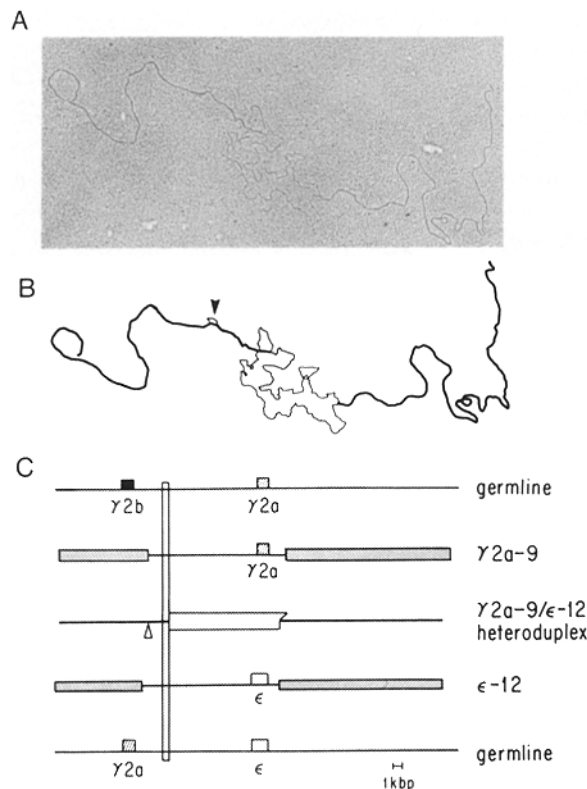 A
B
C
germline
γ2b
γ2a
γ2a-9
γ2a
γ2a-9/ϵ-12
heteroduplex
ϵ-12
ϵ
germline
γ2a
ϵ
1kbp